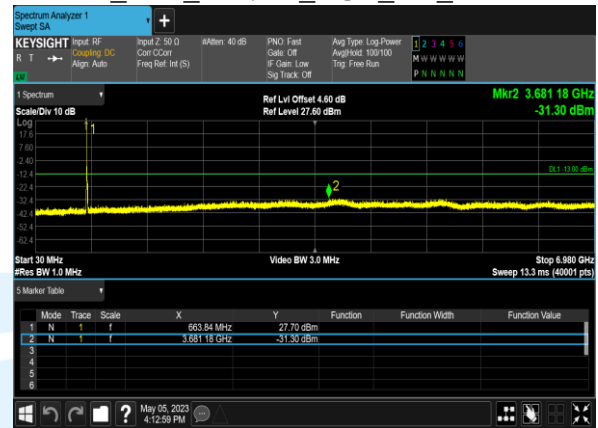 Spectrum Analyzer 1
Swept SA
+
KEYSIGHT Input: RF Input Z: 50 Ω #Atten: 40 dB PNO: Fast Avg Type: Log-Power 1 2 3 4 5 6
R T Coupling: DC Corr CCorr Gate: Off Avg|Hold: 100/100 M W W W W W
Align: Auto Freq Ref: Int (S) IF Gain: Low Trig: Free Run
Sig Track: Off P N N N N N
LV
1 Spectrum Ref Lvl Offset 4.60 dB Mkr2 3.681 18 GHz
Scale/Div 10 dB Ref Level 27.60 dBm -31.30 dBm
Log
17.6
7.60
-2.40
-12.4
-22.4
-32.4
-42.4
-52.4
-62.4
1
DL1 -13.00 dBm
2
Start 30 MHz Video BW 3.0 MHz Stop 6.980 GHz
#Res BW 1.0 MHz Sweep 13.3 ms (40001 pts)
5 Marker Table
Mode Trace Scale X Y Function Function Width Function Value
1 N 1 f 663.84 MHz 27.70 dBm
2 N 1 f 3.681 18 GHz -31.30 dBm
3
4
5
6
? May 05, 2023
4:12:59 PM